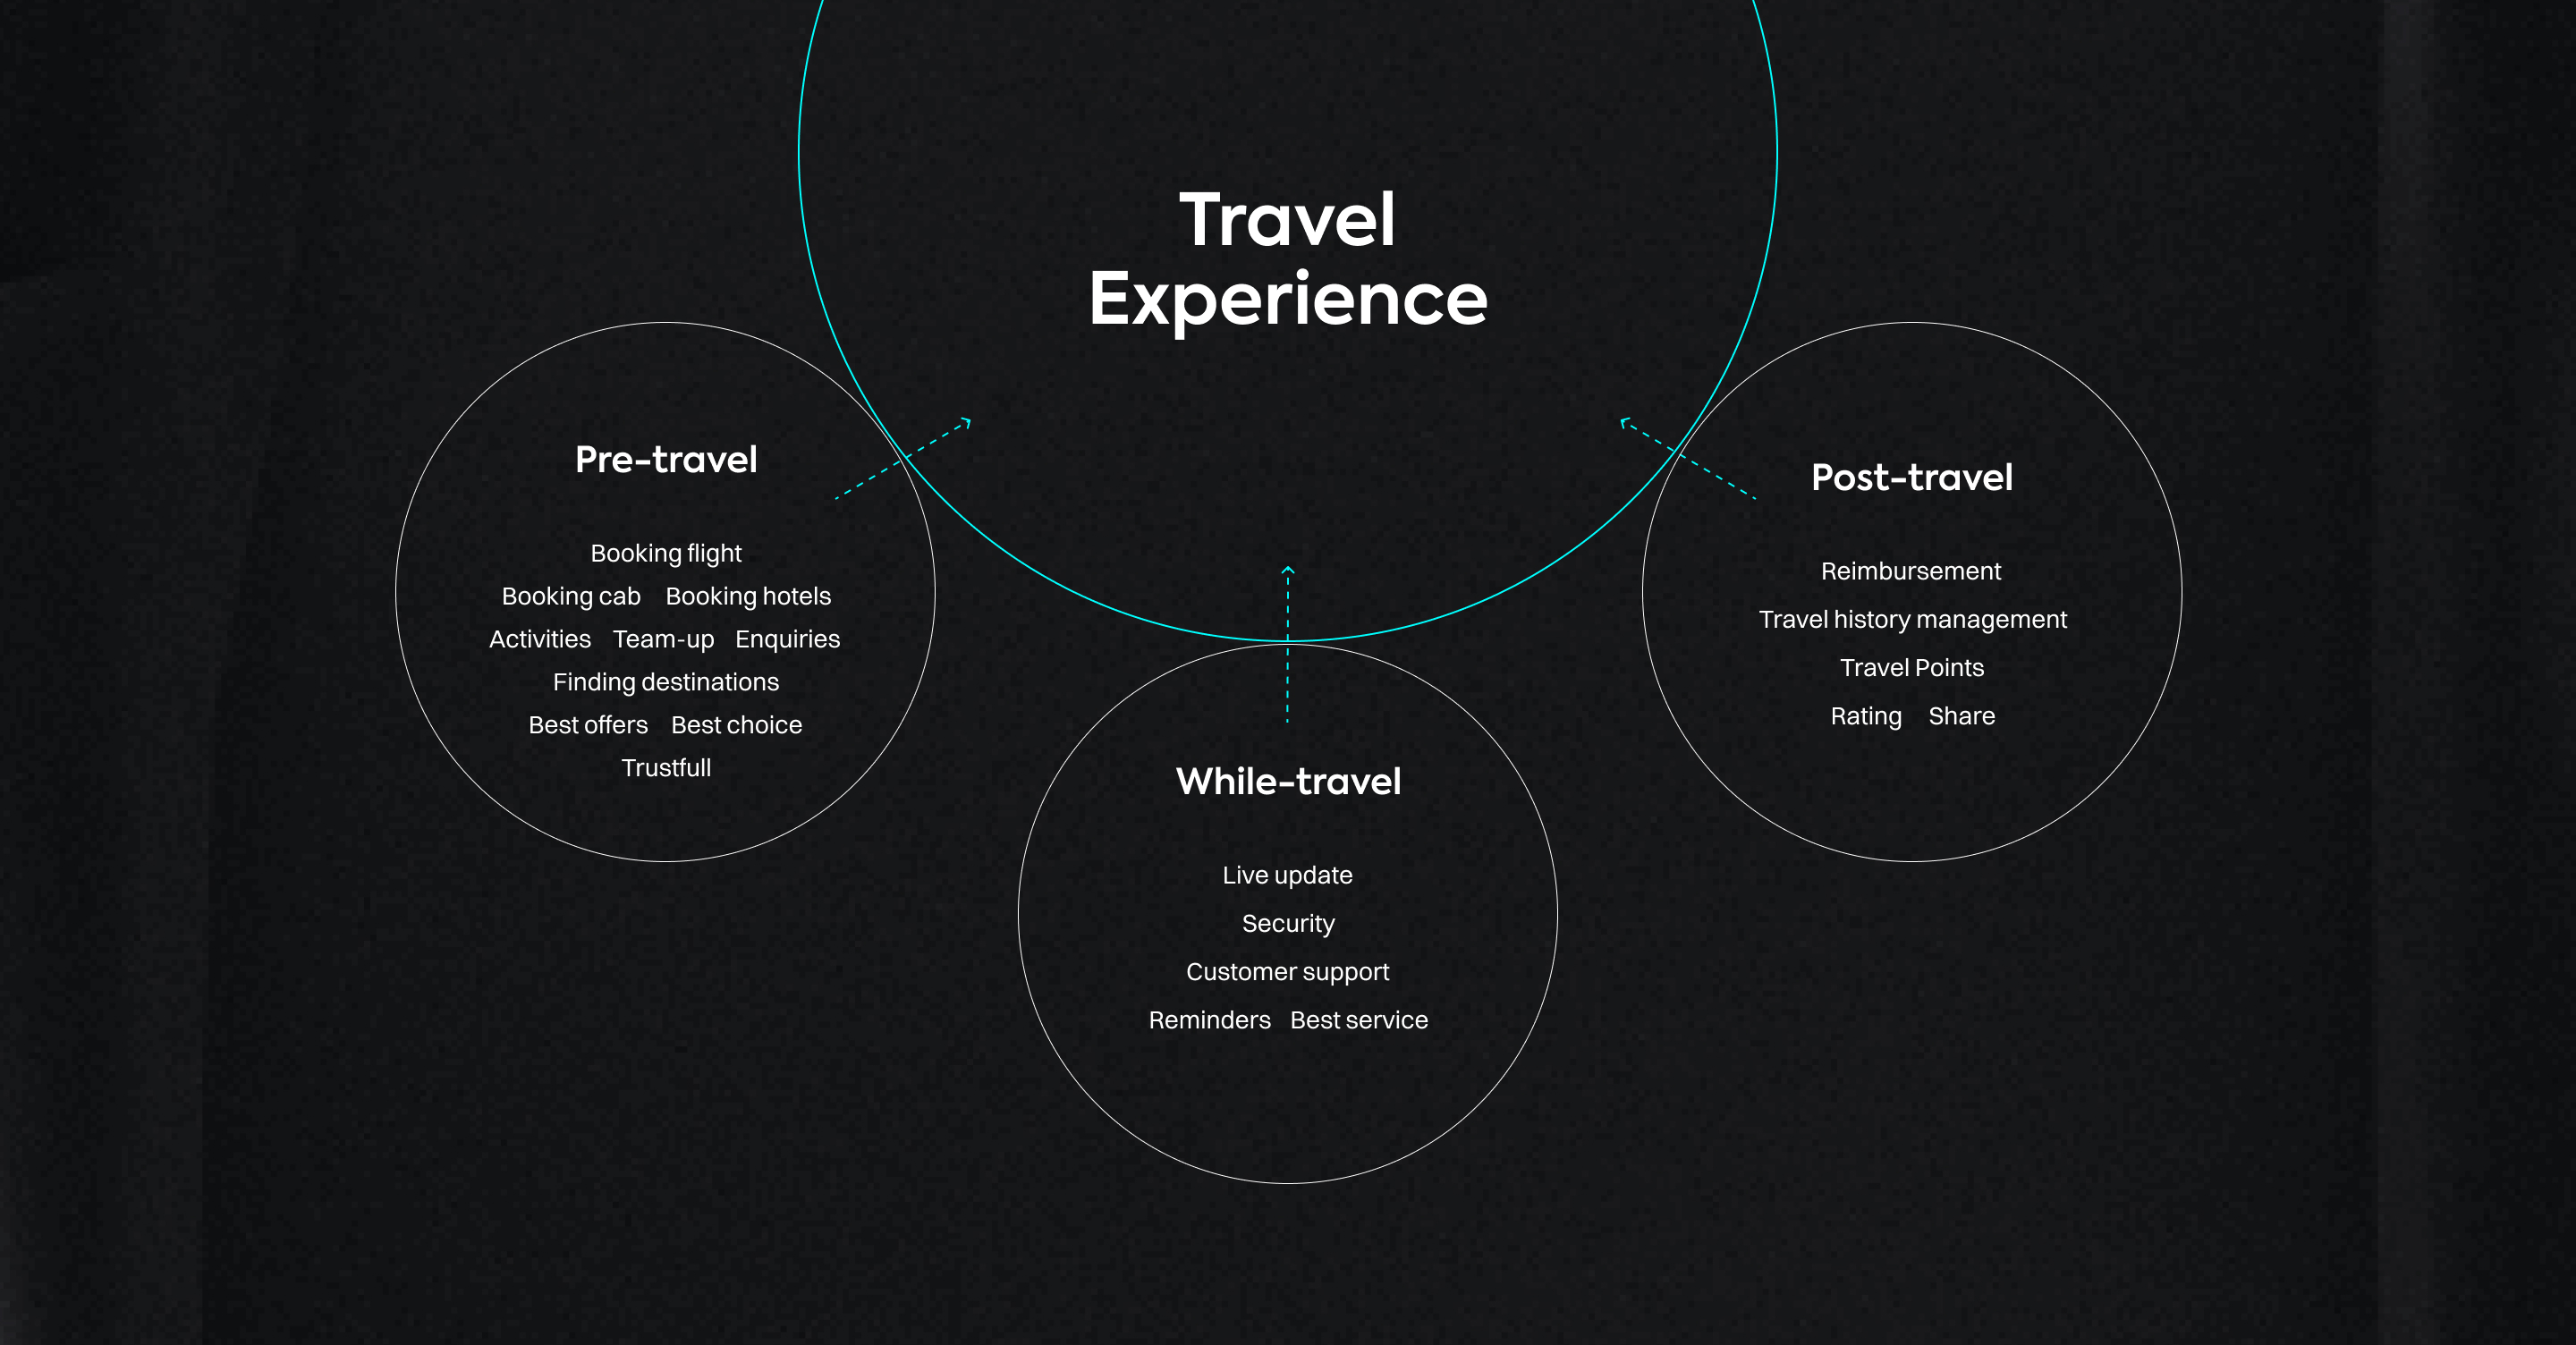 Travel
Experience
Pre-travel
Booking flight
Booking cab Booking hotels
Activities Team-up Enquiries
Finding destinations
Best offers Best choice
Trustfull
While-travel
Live update
Security
Customer support
Reminders Best service
Post-travel
Reimbursement
Travel history management
Travel Points
Rating Share